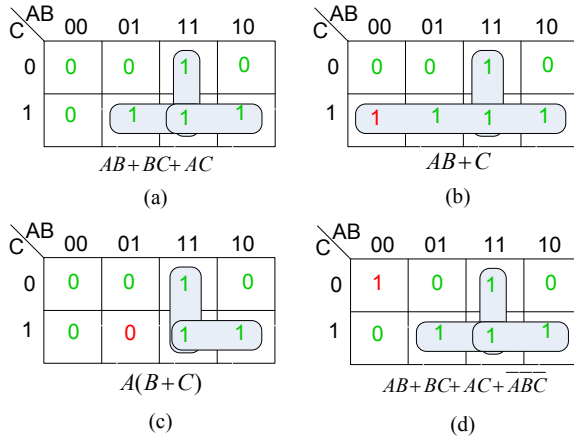 AB
C 00 01 11 10
0 0 0 1 0
1 0 1 1 1
AB + BC + AC
(a)
AB
C 00 01 11 10
0 0 0 1 0
1 1 1 1 1
AB + C
(b)
AB
C 00 01 11 10
0 0 0 1 0
1 0 0 1 1
A(B + C)
(c)
AB
C 00 01 11 10
0 1 0 1 0
1 0 1 1 1
AB + BC + AC + A̅B̅C̅
(d)